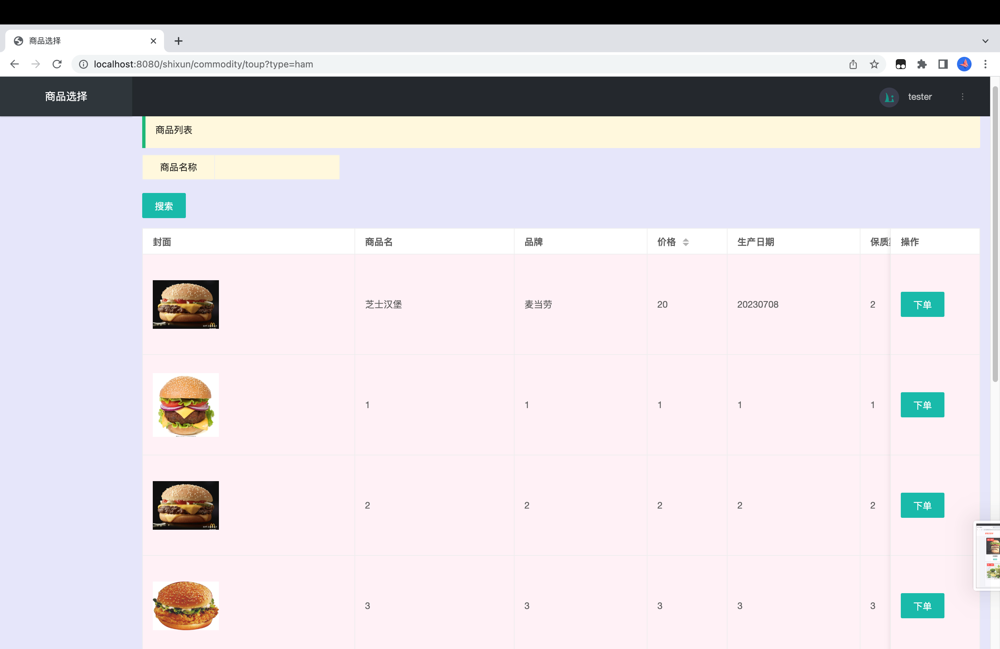 商品选择
localhost:8080/shixun/commodity/toup?type=ham
商品选择
tester
商品列表
商品名称
搜索
封面 商品名 品牌 价格 生产日期 保质 操作
芝士汉堡 麦当劳 20 20230708 2 下单
1 1 1 1 1 下单
2 2 2 2 2 下单
3 3 3 3 3 下单